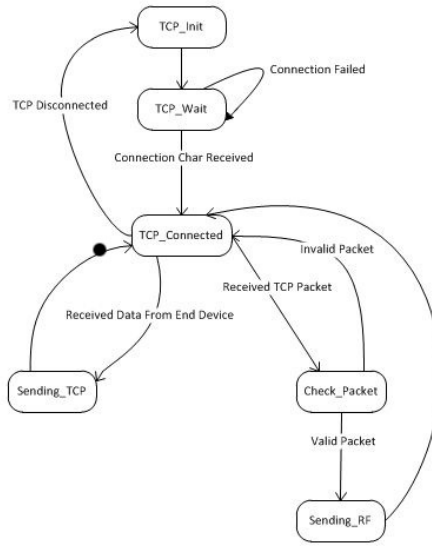 TCP_Init
Connection Failed
TCP Disconnected
TCP_Wait
Connection Char Received
TCP_Connected
Invalid Packet
Received TCP Packet
Received Data From End Device
Sending_TCP
Check_Packet
Valid Packet
Sending_RF